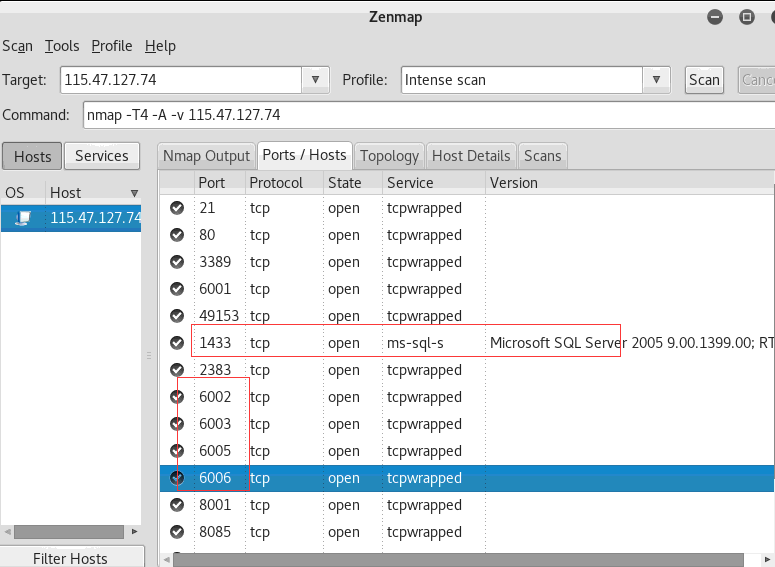 Zenmap
Scan Tools Profile Help
Target: 115.47.127.74 Profile: Intense scan Scan
Command: nmap -T4 -A -v 115.47.127.74
Hosts Services Nmap Output Ports / Hosts Topology Host Details Scans
OS Host Port Protocol State Service Version
115.47.127.74
21 tcp open tcpwrapped
80 tcp open tcpwrapped
3389 tcp open tcpwrapped
6001 tcp open tcpwrapped
49153 tcp open tcpwrapped
1433 tcp open ms-sql-s Microsoft SQL Server 2005 9.00.1399.00; RT
2383 tcp open tcpwrapped
6002 tcp open tcpwrapped
6003 tcp open tcpwrapped
6005 tcp open tcpwrapped
6006 tcp open tcpwrapped
8001 tcp open tcpwrapped
8085 tcp open tcpwrapped
Filter Hosts